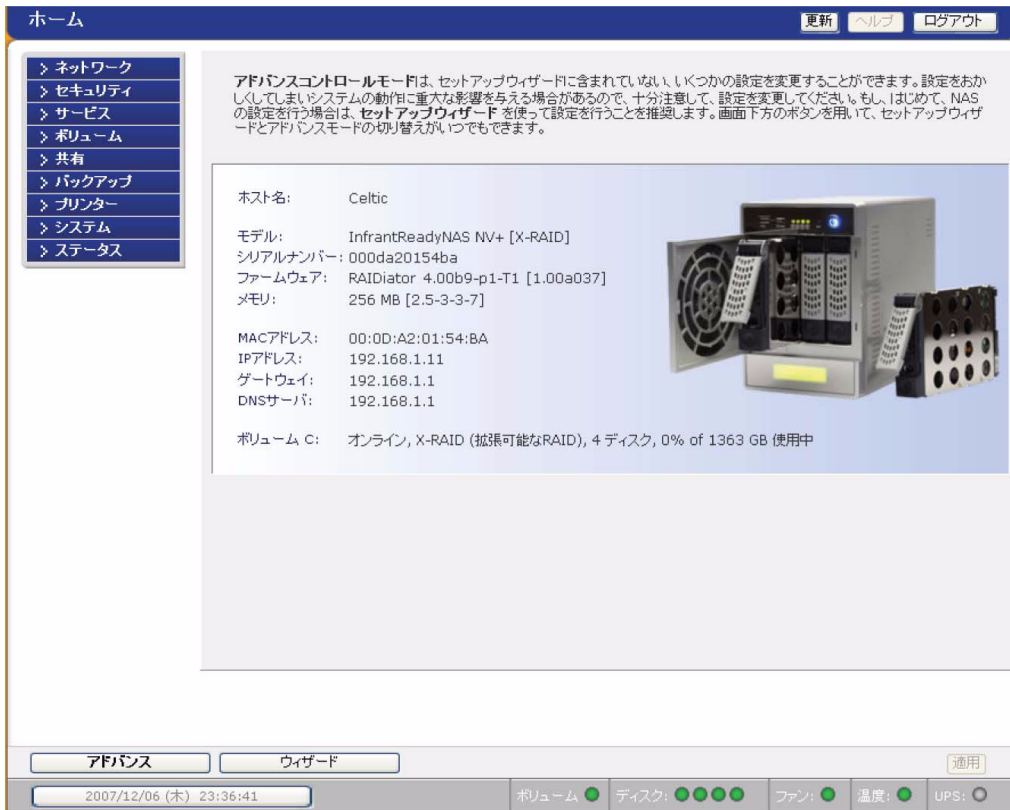 ホーム
更新 ヘルプ ログアウト
> ネットワーク
> セキュリティ
> サービス
> ボリューム
> 共有
> バックアップ
> プリンター
> システム
> ステータス
アドバンスコントロールモードは、セットアップウィザードに含まれていない、いくつかの設定を変更することができます。設定をおか
しくしてしまいシステムの動作に重大な影響を与える場合があるので、十分注意して、設定を変更してください。もし、はじめて、NAS
の設定を行う場合は、セットアップウィザード を使って設定を行うことを推奨します。画面下方のボタンを用いて、セットアップウィザ
ードとアドバンスモードの切り替えがいつでもできます。
ホスト名: Celtic
モデル: InfrantReadyNAS NV+ [X-RAID]
シリアルナンバー: 000da20154ba
ファームウェア: RAIDiator 4.00b9-p1-T1 [1.00a037]
メモリ: 256 MB [2.5-3-3-7]
MACアドレス: 00:0D:A2:01:54:BA
IPアドレス: 192.168.1.11
ゲートウェイ: 192.168.1.1
DNSサーバ: 192.168.1.1
ボリューム C: オンライン, X-RAID (拡張可能なRAID), 4 ディスク, 0% of 1363 GB 使用中
アドバンス ウィザード 適用
2007/12/06 (木) 23:36:41 ボリューム ディスク: ファン: 温度: UPS: